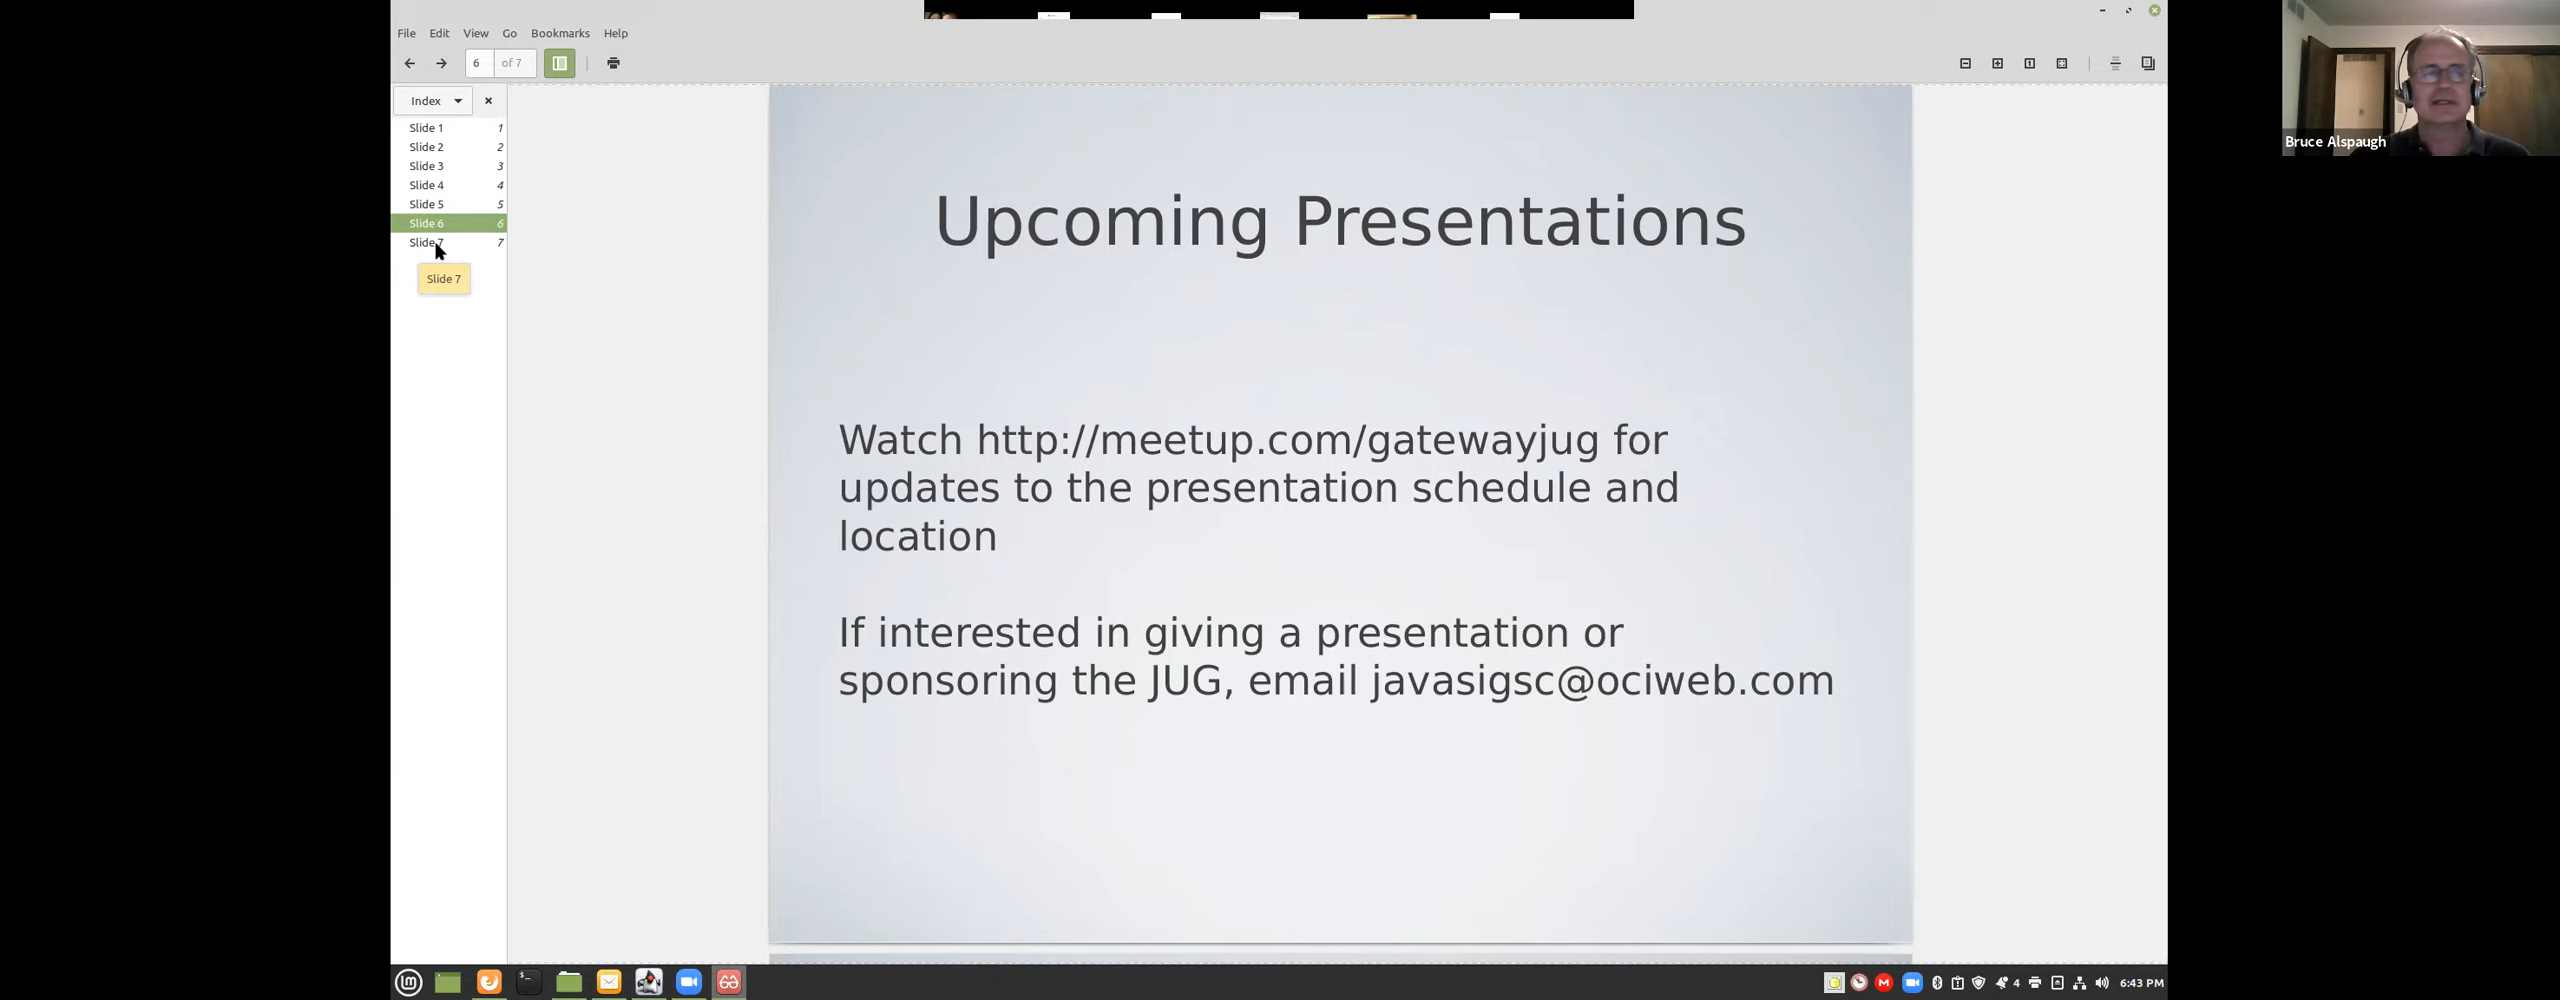 File Edit View Go Bookmarks Help
6 of 7
Index
Slide 1 1
Slide 2 2
Slide 3 3
Slide 4 4
Slide 5 5
Slide 6 6
Slide 7 7
Slide 7
Upcoming Presentations
Watch http://meetup.com/gatewayjug for
updates to the presentation schedule and
location
If interested in giving a presentation or
sponsoring the JUG, email javasigsc@ociweb.com
Bruce Alspaugh
4
6:43 PM